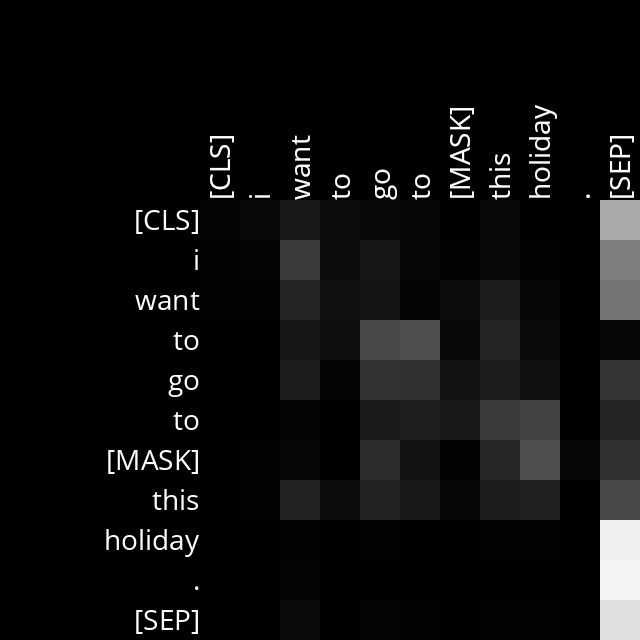 [CLS] i want to go to [MASK] this holiday . [SEP]
[CLS]
i
want
to
go
to
[MASK]
this
holiday
.
[SEP]